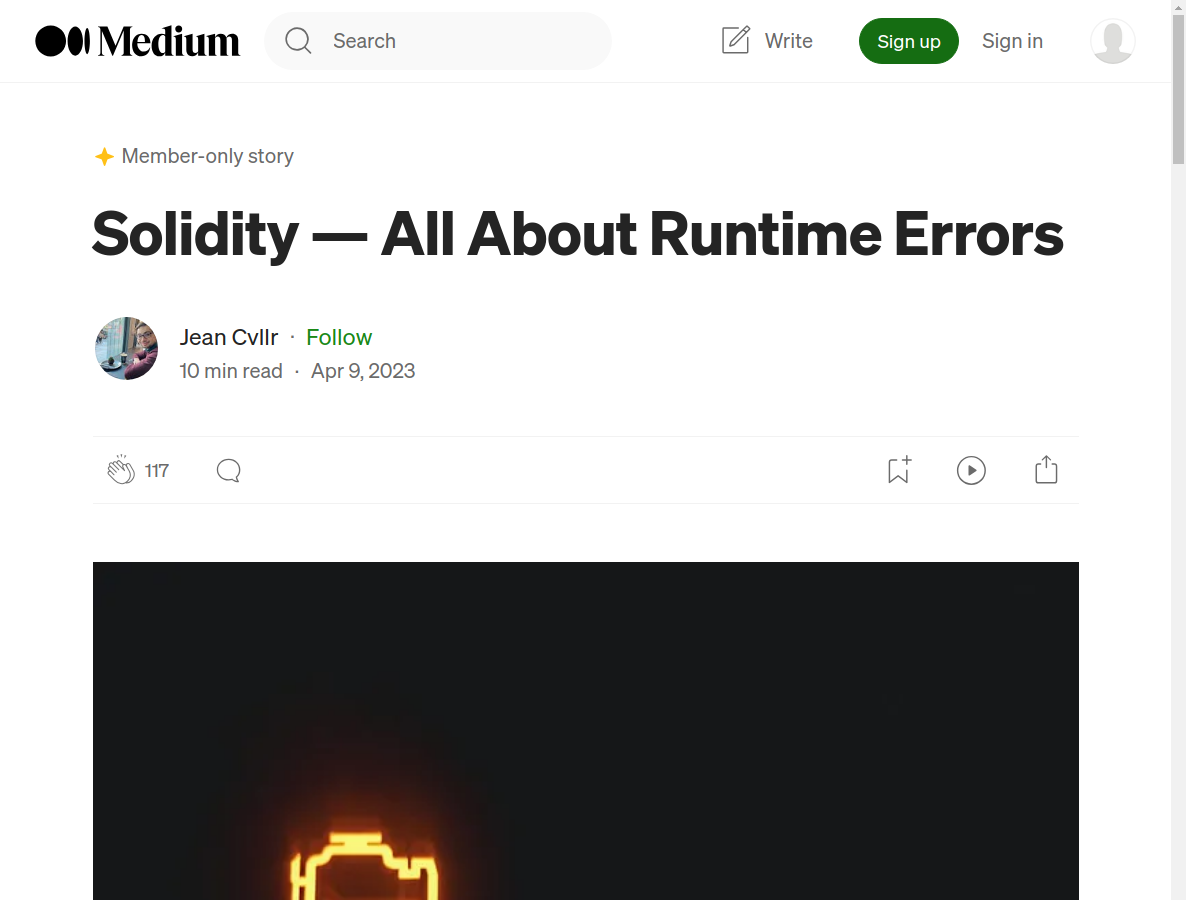 Medium
Search
Write
Sign up
Sign in
Member-only story
Solidity — All About Runtime Errors
Jean Cvllr · Follow
10 min read · Apr 9, 2023
117